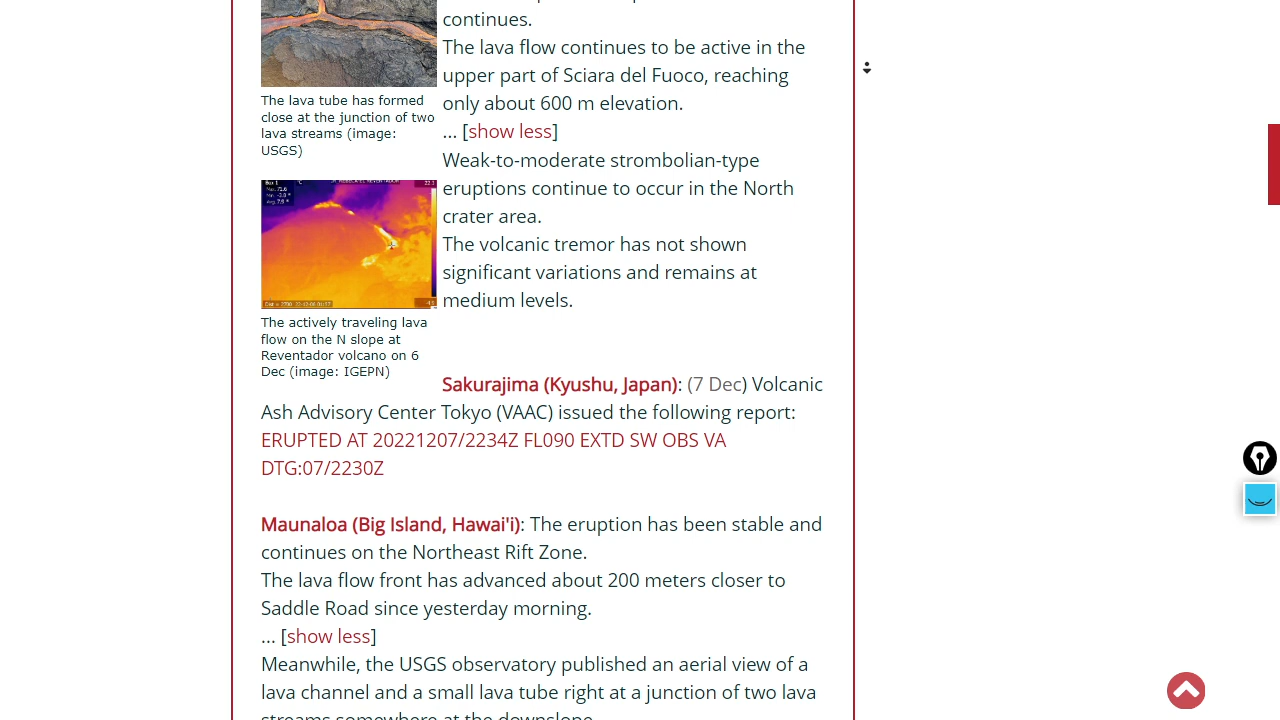 continues.
The lava flow continues to be active in the
upper part of Sciara del Fuoco, reaching
only about 600 m elevation.
... [show less]
Weak-to-moderate strombolian-type
eruptions continue to occur in the North
crater area.
The volcanic tremor has not shown
significant variations and remains at
medium levels.
The lava tube has formed
close at the junction of two
lava streams (image:
USGS)
The actively traveling lava
flow on the N slope at
Reventador volcano on 6
Dec (image: IGEPN)
Sakurajima (Kyushu, Japan): (7 Dec) Volcanic
Ash Advisory Center Tokyo (VAAC) issued the following report:
ERUPTED AT 20221207/2234Z FL090 EXTD SW OBS VA
DTG:07/2230Z
Maunaloa (Big Island, Hawai'i): The eruption has been stable and
continues on the Northeast Rift Zone.
The lava flow front has advanced about 200 meters closer to
Saddle Road since yesterday morning.
... [show less]
Meanwhile, the USGS observatory published an aerial view of a
lava channel and a small lava tube right at a junction of two lava
streams somewhere at the downslope.